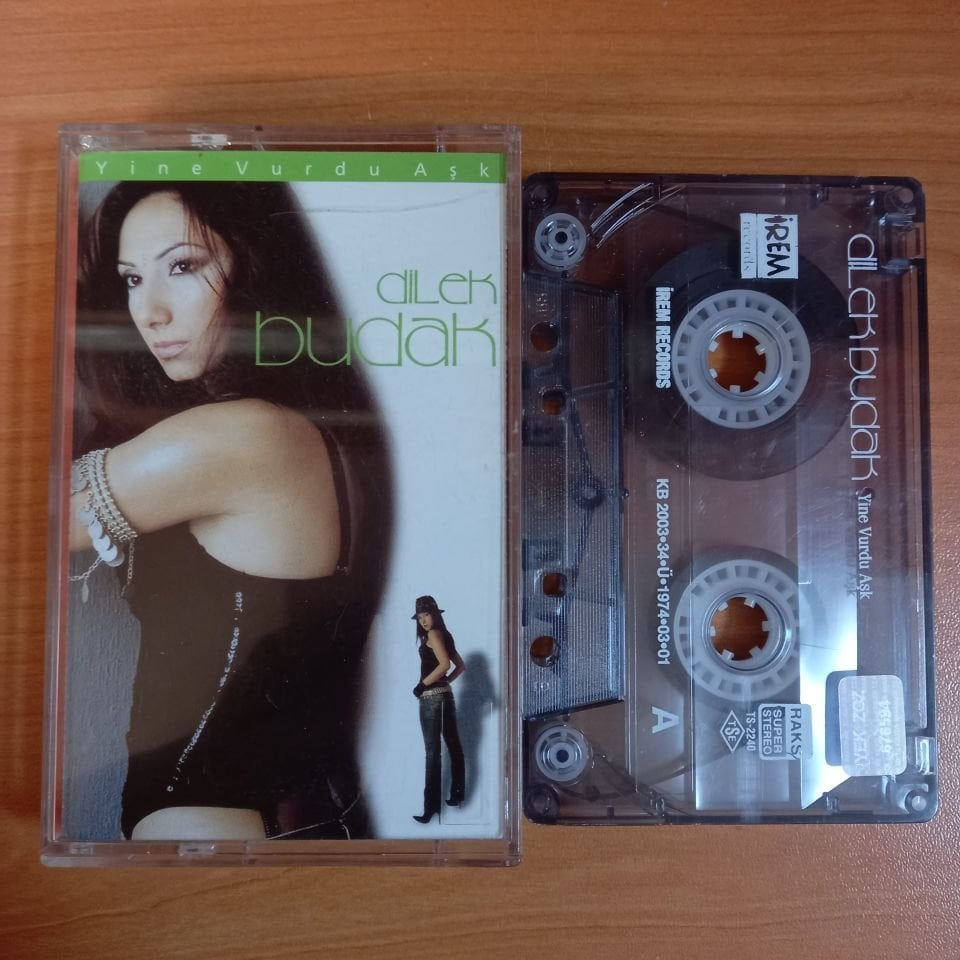 Yine Vurdu Aşk
dilek
budak
İREM
records
İREM RECORDS
dilek budak
Yine Vurdu Aşk
KB 2003•34•Ü•1974•03•01
A
RAKS
SUPER
STEREO
TS-2240
TSE